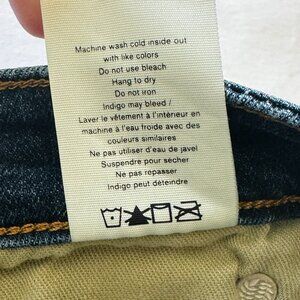 Machine wash cold inside out
with like colors
Do not use bleach
Hang to dry
Do not iron
Indigo may bleed /
Laver le vêtement à l'intérieur en
machine à l'eau froide avec des
couleurs similaires
Ne pas utiliser d'eau de javel
Suspendre pour sécher
Ne pas repasser
Indigo peut déteindre